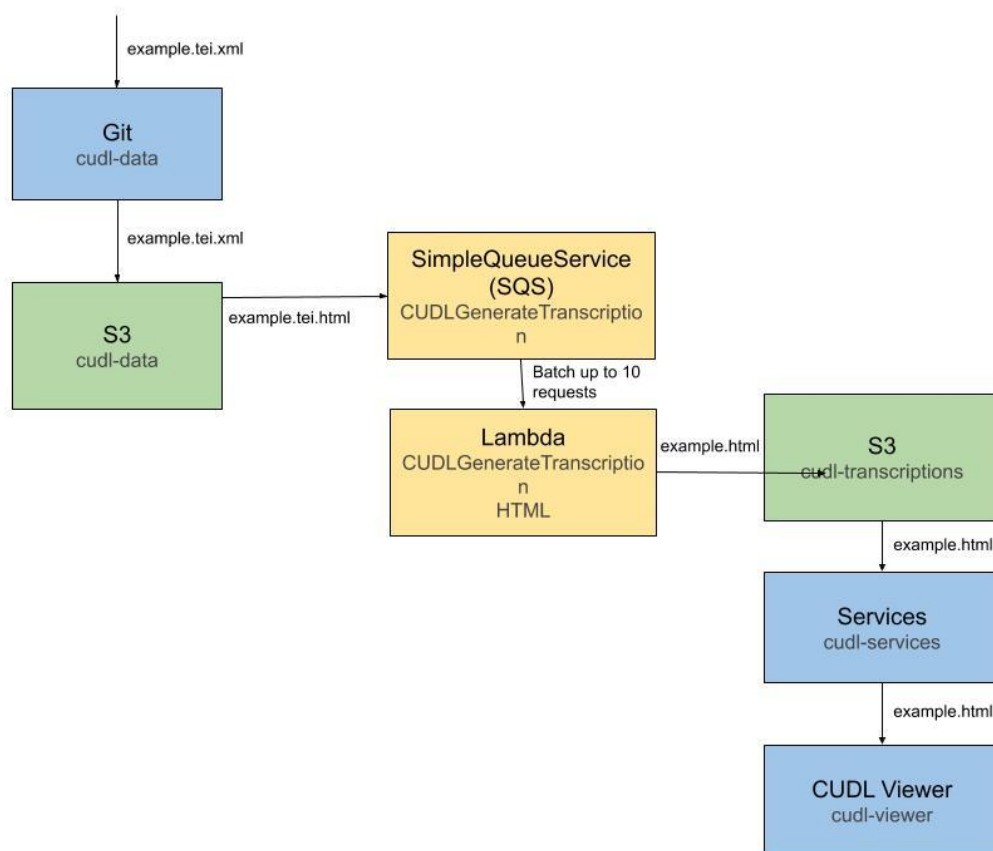 example.tei.xml
Git
cudl-data
example.tei.xml
S3
cudl-data
example.tei.html
SimpleQueueService
(SQS)
CUDLGenerateTranscriptio
n
Batch up to 10
requests
Lambda
CUDLGenerateTranscriptio
n
HTML
example.html
S3
cudl-transcriptions
example.html
Services
cudl-services
example.html
CUDL Viewer
cudl-viewer